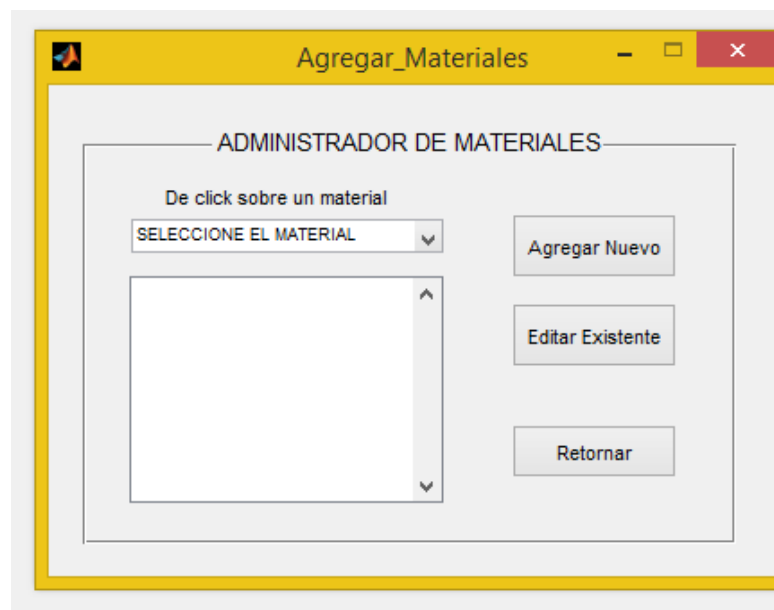 Agregar_Materiales
ADMINISTRADOR DE MATERIALES
De click sobre un material
SELECCIONE EL MATERIAL
Agregar Nuevo
Editar Existente
Retornar